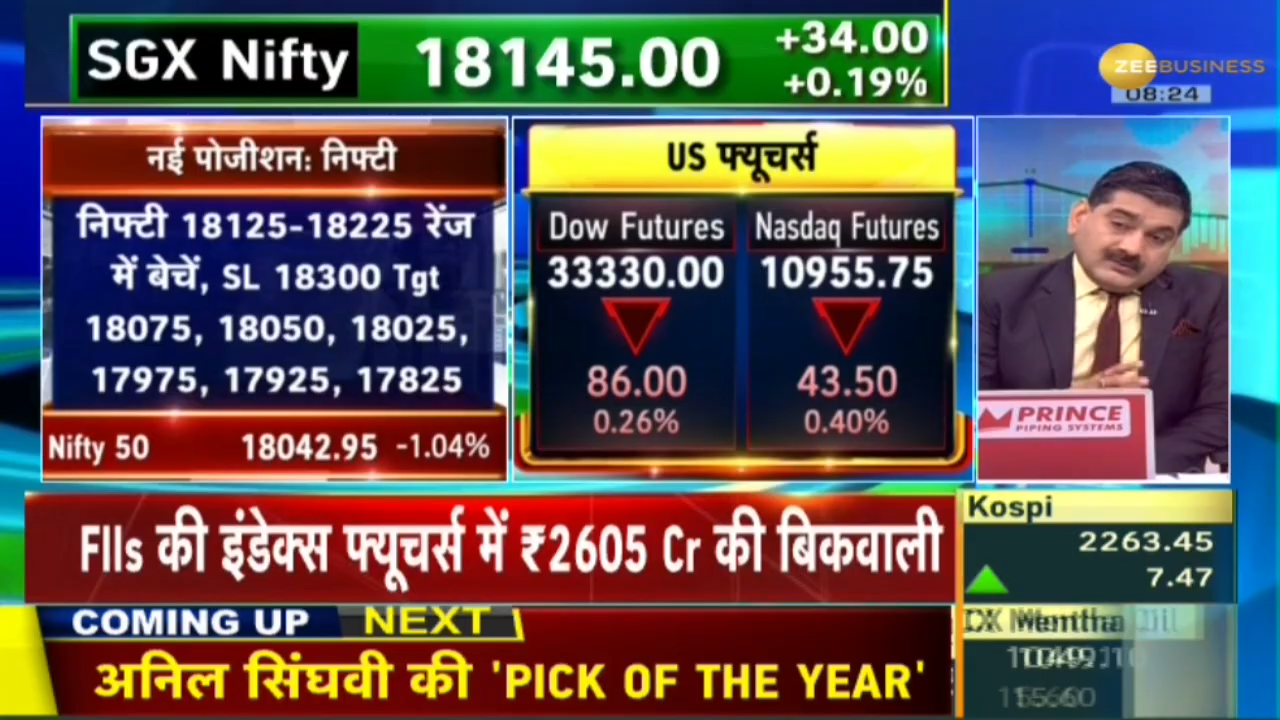 SGX Nifty 18145.00 +34.00
+0.19%
ZEEBUSINESS
08:24
नई पोजीशन: निफ्टी
निफ्टी 18125-18225 रेंज
में बेचें, SL 18300 Tgt
18075, 18050, 18025,
17975, 17925, 17825
Nifty 50 18042.95 -1.04%
US फ्यूचर्स
Dow Futures Nasdaq Futures
33330.00 10955.75
86.00 43.50
0.26% 0.40%
PRINCE
PIPING SYSTEMS
FIIs की इंडेक्स फ्यूचर्स में ₹2605 Cr की बिकवाली
Kospi
2263.45
7.47
COMING UP NEXT
अनिल सिंघवी की 'PICK OF THE YEAR'